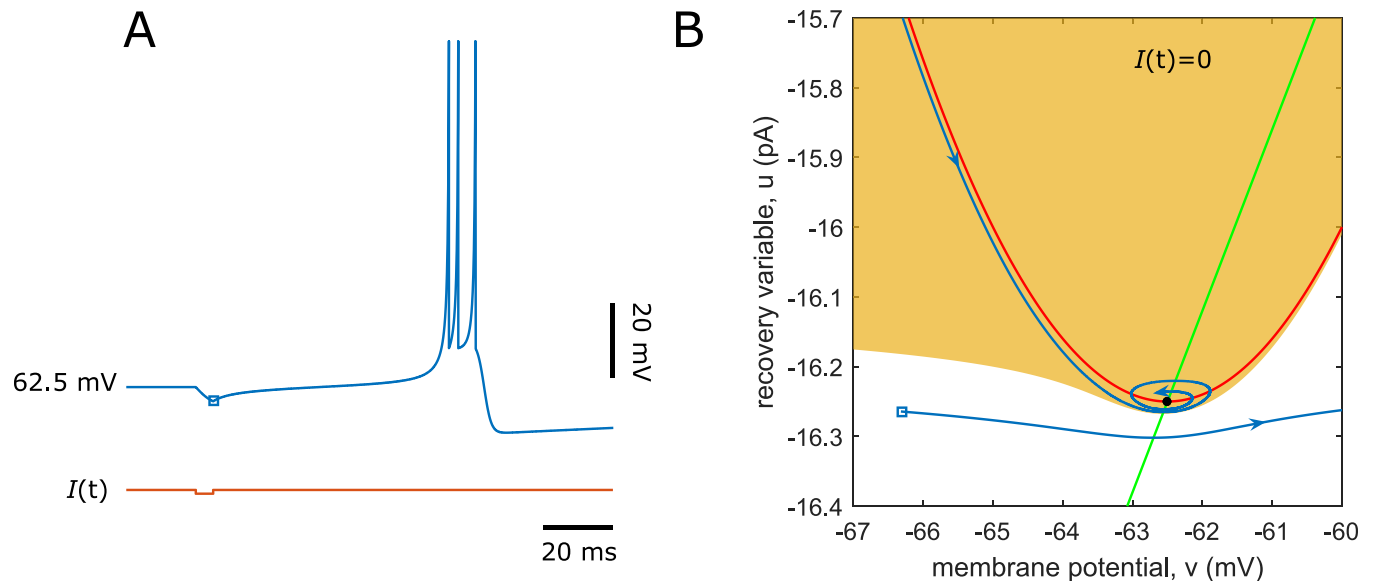 A
62.5 mV
20 mV
I(t)
20 ms
B
I(t)=0
-15.7
-15.8
-15.9
-16
-16.1
-16.2
-16.3
-16.4
recovery variable, u (pA)
-67 -66 -65 -64 -63 -62 -61 -60
membrane potential, v (mV)